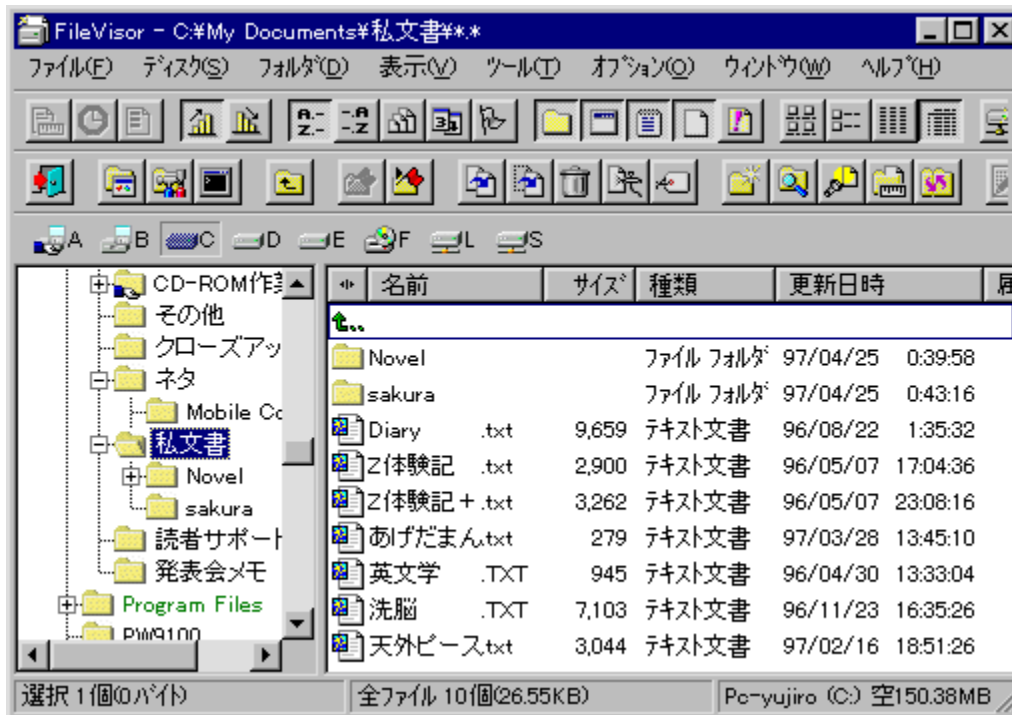 FileVisor - C:¥My Documents¥私文書¥*.*
ファイル(F) ディスク(S) フォルダ(D) 表示(V) ツール(T) オプション(O) ウィンドウ(W) ヘルプ(H)
A B C D E F L S
CD-ROM作
その他
クローズアッ
ネタ
Mobile Co
私文書
Novel
sakura
読者サポート
発表会メモ
Program Files
PW9100
名前 サイズ 種類 更新日時
..
Novel ファイル フォルダ 97/04/25 0:39:58
sakura ファイル フォルダ 97/04/25 0:43:16
Diary .txt 9,659 テキスト文書 96/08/22 1:35:32
Z体験記 .txt 2,900 テキスト文書 96/05/07 17:04:36
Z体験記+.txt 3,262 テキスト文書 96/05/07 23:08:16
あげだまん.txt 279 テキスト文書 97/03/28 13:45:10
英文学 .TXT 945 テキスト文書 96/04/30 13:33:04
洗脳 .TXT 7,103 テキスト文書 96/11/23 16:35:26
天外ピース.txt 3,044 テキスト文書 97/02/16 18:51:26
選択 1個(0バイト) 全ファイル 10個(26.55KB) Pc-yujiro (C:) 空150.38MB